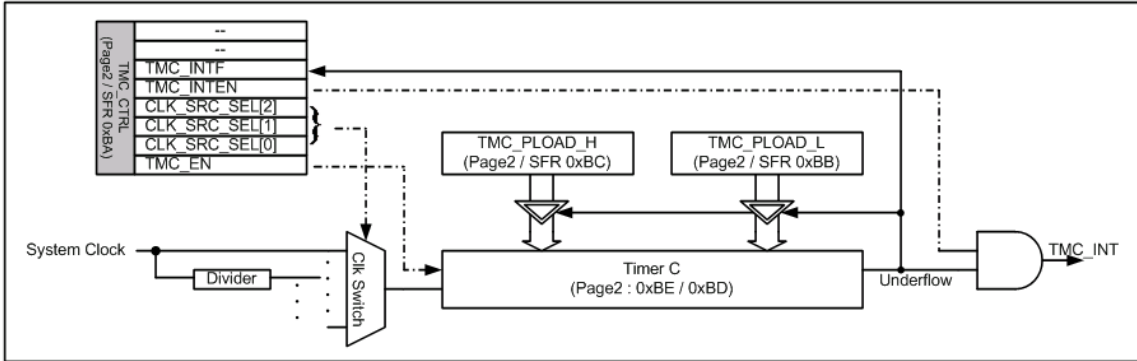 --
--
TMC_INTF
TMC_INTEN
CLK_SRC_SEL[2]
CLK_SRC_SEL[1]
CLK_SRC_SEL[0]
TMC_EN
TMC_CTRL
(Page2 / SFR 0xBA)
TMC_PLOAD_H
(Page2 / SFR 0xBC)
TMC_PLOAD_L
(Page2 / SFR 0xBB)
System Clock
Divider
Clk Switch
Timer C
(Page2 : 0xBE / 0xBD)
Underflow
TMC_INT